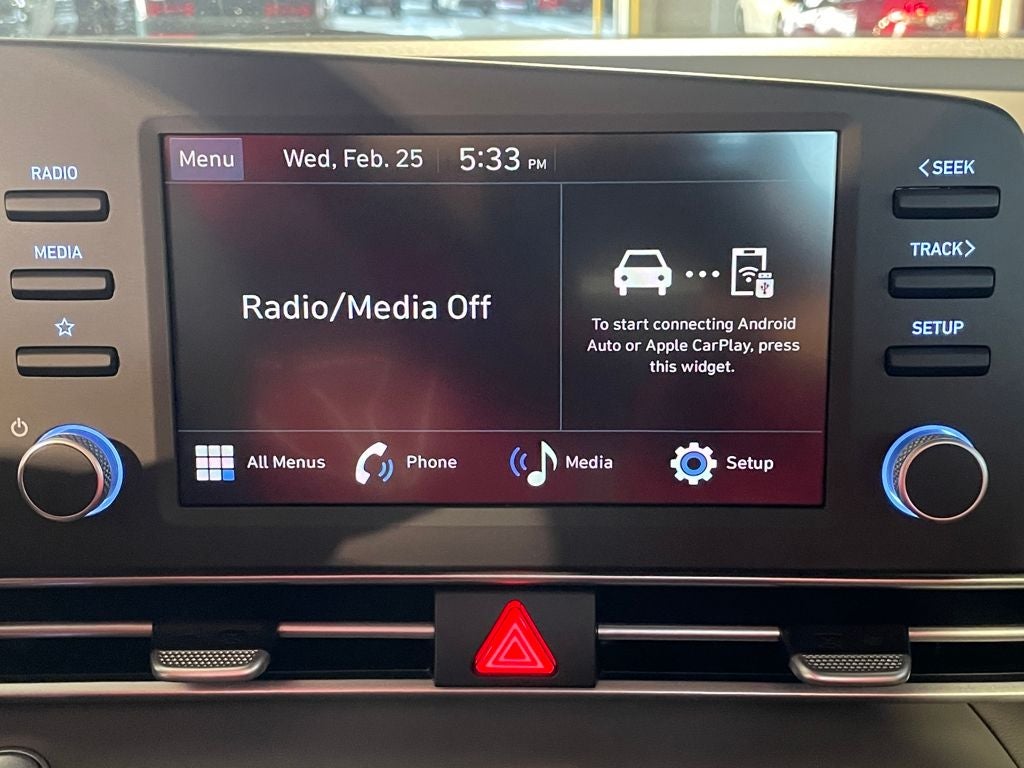 RADIO
MEDIA
Menu
Wed, Feb. 25
5:33 PM
Radio/Media Off
To start connecting Android
Auto or Apple CarPlay, press
this widget.
All Menus
Phone
Media
Setup
<SEEK
TRACK>
SETUP